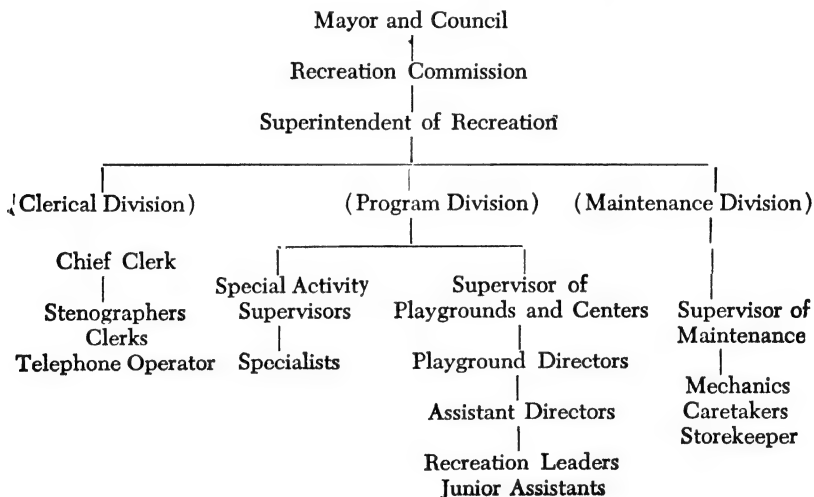 Mayor and Council
Recreation Commission
Superintendent of Recreation
(Clerical Division)
(Program Division)
(Maintenance Division)
Chief Clerk
Stenographers
Clerks
Telephone Operator
Special Activity
Supervisors
Specialists
Supervisor of
Playgrounds and Centers
Playground Directors
Assistant Directors
Recreation Leaders
Junior Assistants
Supervisor of
Maintenance
Mechanics
Caretakers
Storekeeper